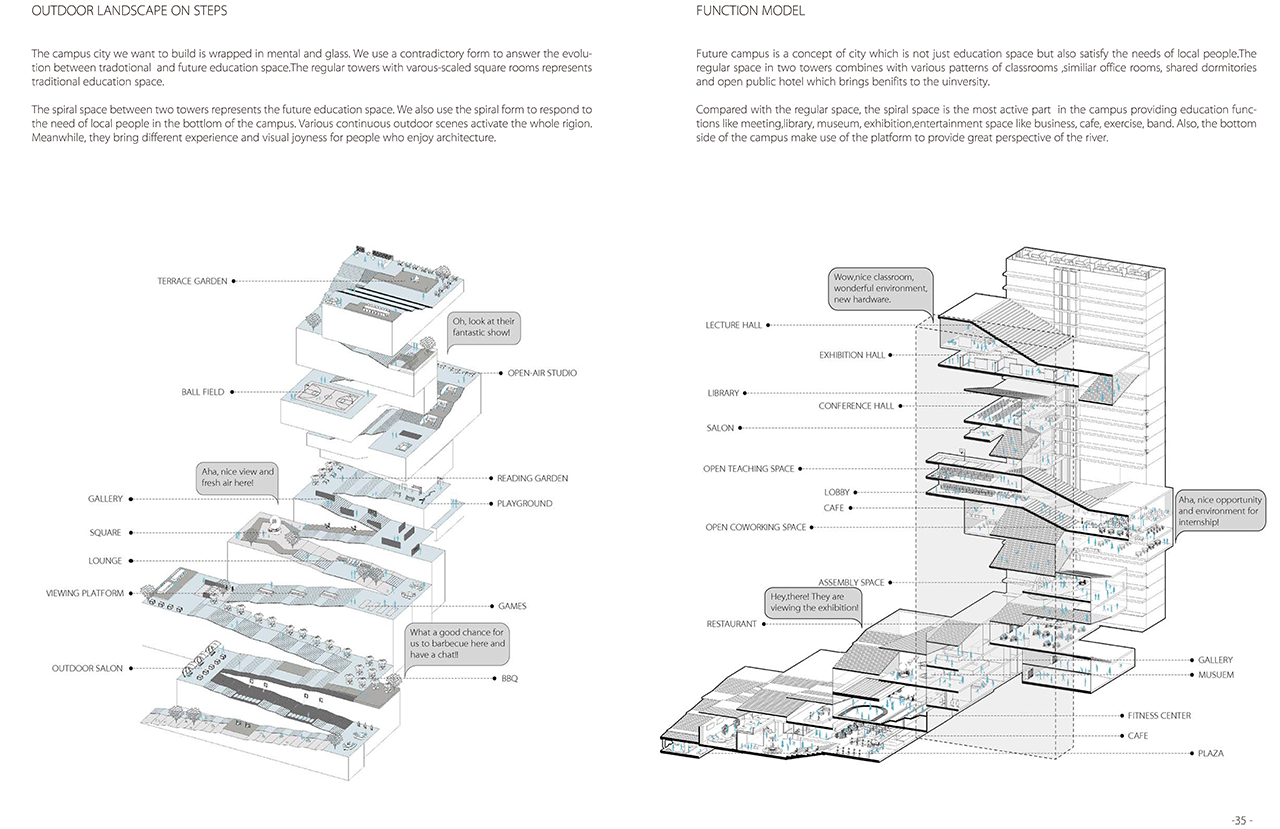 OUTDOOR LANDSCAPE ON STEPS
The campus city we want to build is wrapped in mental and glass. We use a contradictory form to answer the evolu-
tion between tradotional and future education space.The regular towers with varous-scaled square rooms represents
traditional education space.
The spiral space between two towers represents the future education space. We also use the spiral form to respond to
the need of local people in the bottlom of the campus. Various continuous outdoor scenes activate the whole rigion.
Meanwhile, they bring different experience and visual joyness for people who enjoy architecture.
TERRACE GARDEN
Oh, look at their
fantastic show!
OPEN-AIR STUDIO
BALL FIELD
Aha, nice view and
fresh air here!
READING GARDEN
GALLERY
PLAYGROUND
SQUARE
LOUNGE
VIEWING PLATFORM
GAMES
What a good chance for
us to barbecue here and
have a chat!!
OUTDOOR SALON
BBQ
FUNCTION MODEL
Future campus is a concept of city which is not just education space but also satisfy the needs of local people.The
regular space in two towers combines with various patterns of classrooms ,similiar office rooms, shared dormitories
and open public hotel which brings benifits to the uinversity.
Compared with the regular space, the spiral space is the most active part in the campus providing education func-
tions like meeting,library, museum, exhibition,entertainment space like business, cafe, exercise, band. Also, the bottom
side of the campus make use of the platform to provide great perspective of the river.
Wow,nice classroom,
wonderful environment,
new hardware.
LECTURE HALL
EXHIBITION HALL
LIBRARY
CONFERENCE HALL
SALON
OPEN TEACHING SPACE
LOBBY
CAFE
Aha, nice opportunity
and environment for
internship!
OPEN COWORKING SPACE
ASSEMBLY SPACE
Hey,there! They are
viewing the exhibition!
RESTAURANT
GALLERY
MUSUEM
FITNESS CENTER
CAFE
PLAZA
-35 -